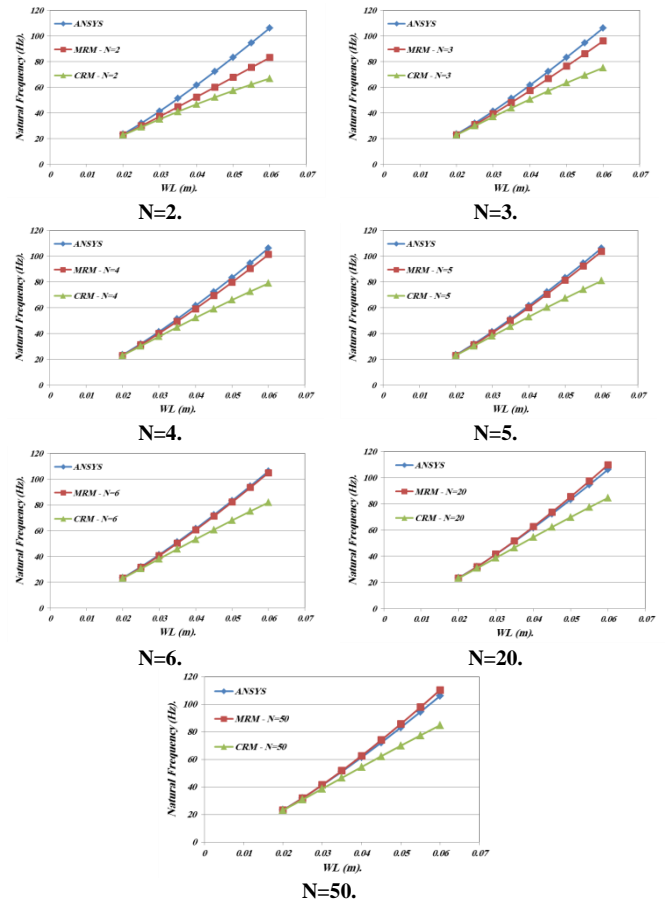 120
100
80
60
40
20
0
Natural Frequency (Hz).
ANSYS
MRM - N=2
CRM - N=2
0 0.01 0.02 0.03 0.04 0.05 0.06 0.07
WL (m).
N=2.
120
100
80
60
40
20
0
Natural Frequency (Hz).
ANSYS
MRM - N=3
CRM - N=3
0 0.01 0.02 0.03 0.04 0.05 0.06 0.07
WL (m).
N=3.
120
100
80
60
40
20
0
Natural Frequency (Hz).
ANSYS
MRM - N=4
CRM - N=4
0 0.01 0.02 0.03 0.04 0.05 0.06 0.07
WL (m).
N=4.
120
100
80
60
40
20
0
Natural Frequency (Hz).
ANSYS
MRM - N=5
CRM - N=5
0 0.01 0.02 0.03 0.04 0.05 0.06 0.07
WL (m).
N=5.
120
100
80
60
40
20
0
Natural Frequency (Hz).
ANSYS
MRM - N=6
CRM - N=6
0 0.01 0.02 0.03 0.04 0.05 0.06 0.07
WL (m).
N=6.
120
100
80
60
40
20
0
Natural Frequency (Hz).
ANSYS
MRM - N=20
CRM - N=20
0 0.01 0.02 0.03 0.04 0.05 0.06 0.07
WL (m).
N=20.
120
100
80
60
40
20
0
Natural Frequency (Hz).
ANSYS
MRM - N=50
CRM - N=50
0 0.01 0.02 0.03 0.04 0.05 0.06 0.07
WL (m).
N=50.